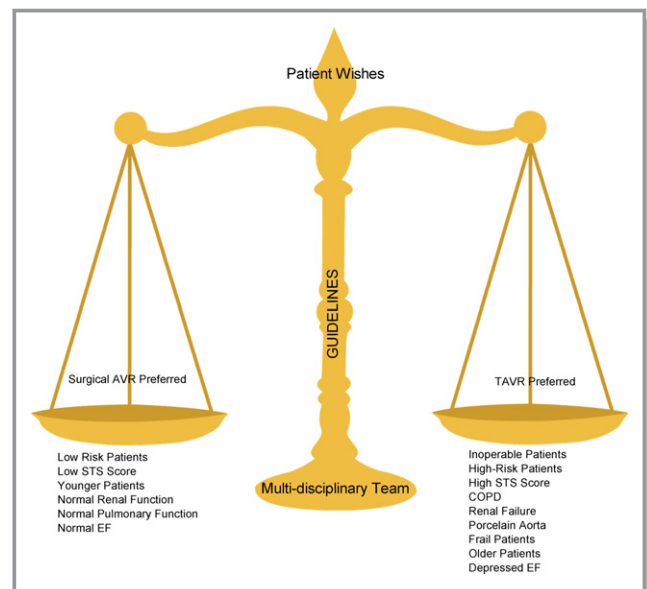 Patient Wishes
GUIDELINES
Surgical AVR Preferred
TAVR Preferred
Low Risk Patients
Low STS Score
Younger Patients
Normal Renal Function
Normal Pulmonary Function
Normal EF
Multi-disciplinary Team
Inoperable Patients
High-Risk Patients
High STS Score
COPD
Renal Failure
Porcelain Aorta
Frail Patients
Older Patients
Depressed EF